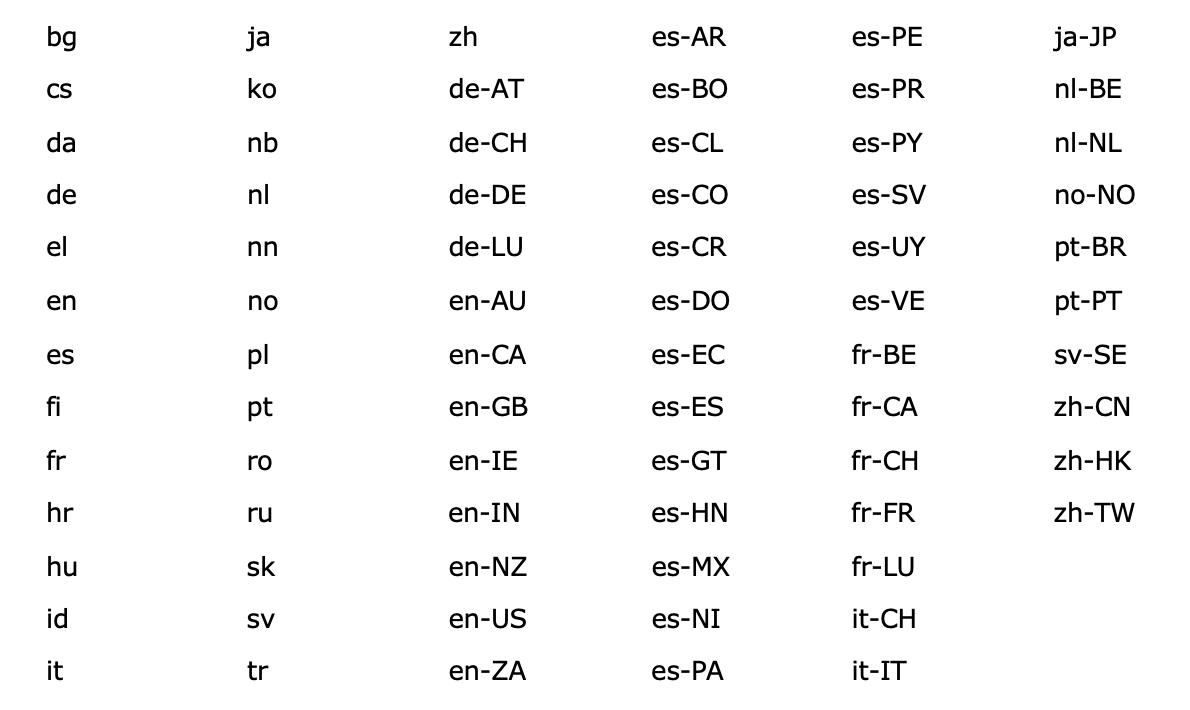 bg ja zh es-AR es-PE ja-JP
cs ko de-AT es-BO es-PR nl-BE
da nb de-CH es-CL es-PY nl-NL
de nl de-DE es-CO es-SV no-NO
el nn de-LU es-CR es-UY pt-BR
en no en-AU es-DO es-VE pt-PT
es pl en-CA es-EC fr-BE sv-SE
fi pt en-GB es-ES fr-CA zh-CN
fr ro en-IE es-GT fr-CH zh-HK
hr ru en-IN es-HN fr-FR zh-TW
hu sk en-NZ es-MX fr-LU
id sv en-US es-NI it-CH
it tr en-ZA es-PA it-IT